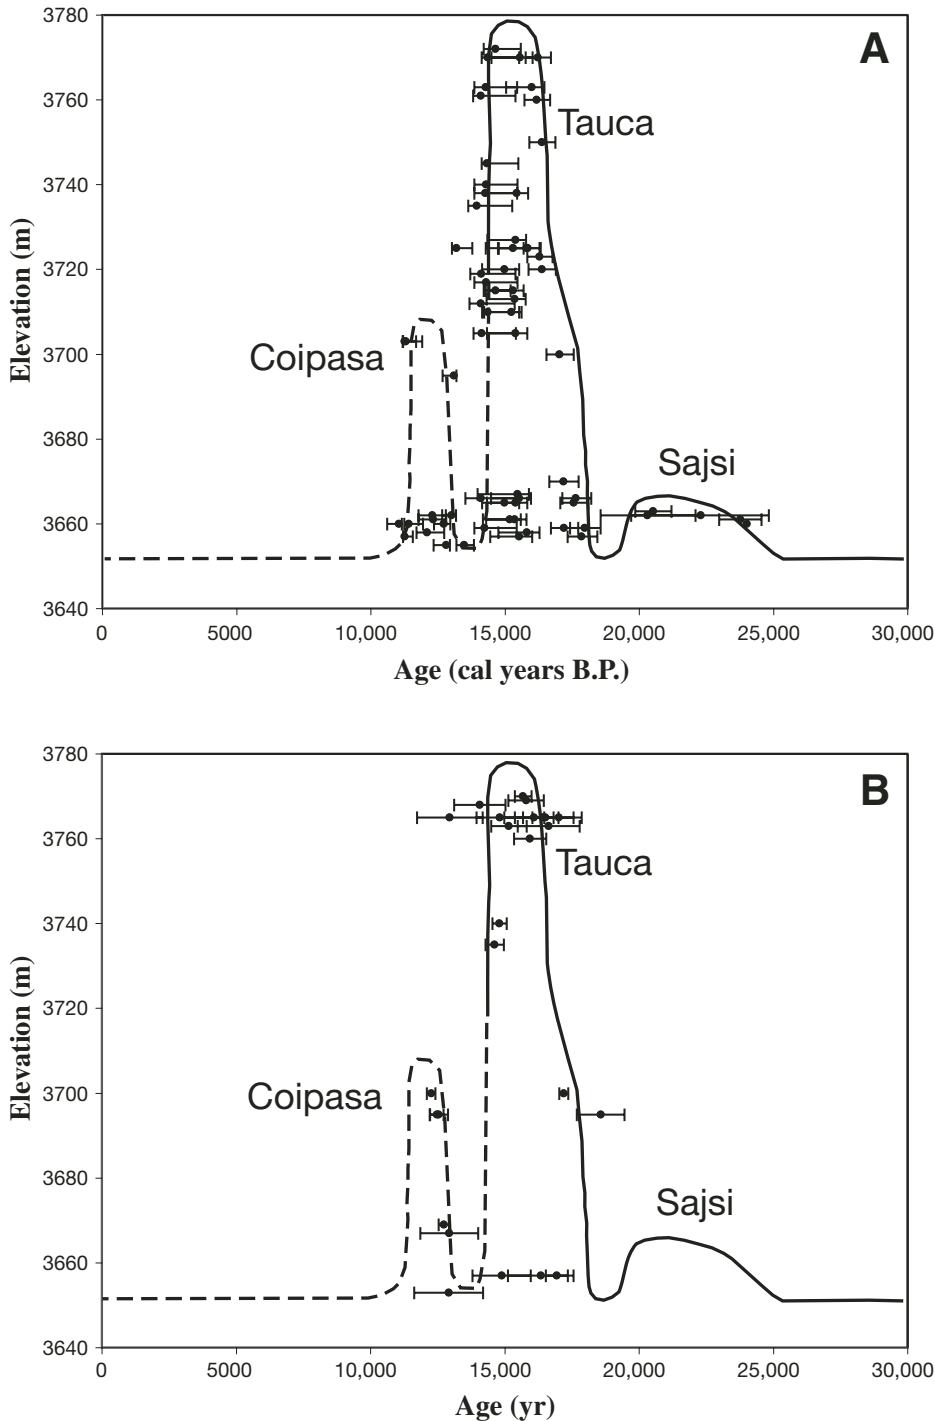 3780
A
3760
Tauca
3740
3720
Elevation (m)
3700
Coipasa
3680
Sajsi
3660
3640
0 5000 10,000 15,000 20,000 25,000 30,000
Age (cal years B.P.)
3780
B
3760
Tauca
3740
3720
Elevation (m)
3700
Coipasa
3680
Sajsi
3660
3640
0 5000 10,000 15,000 20,000 25,000 30,000
Age (yr)